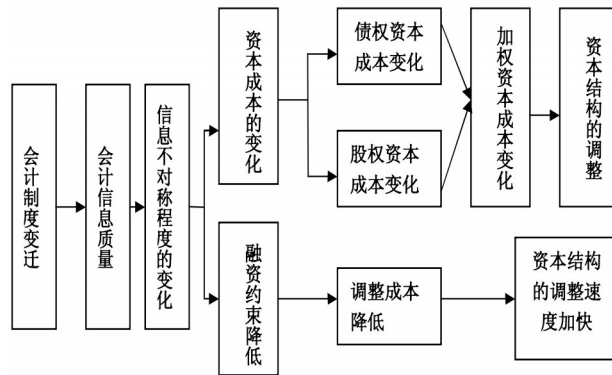 会计制度变迁
会计信息质量
信息不对称程度的变化
资本成本的变化
债权资本
成本变化
股权资本
成本变化
加权资本成本变化
资本结构的调整
融资约束降低
调整成本
降低
资本结构
的调整速
度加快